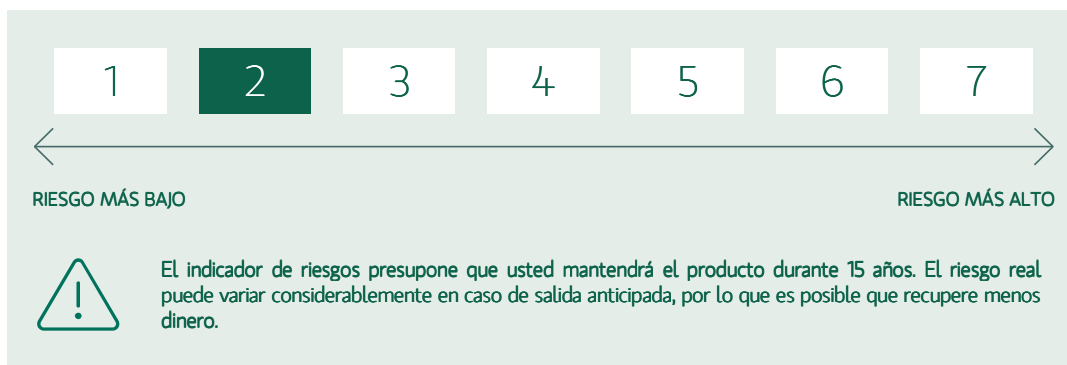 1 2 3 4 5 6 7
RIESGO MÁS BAJO RIESGO MÁS ALTO
El indicador de riesgos presupone que usted mantendrá el producto durante 15 años. El riesgo real
puede variar considerablemente en caso de salida anticipada, por lo que es posible que recupere menos
dinero.